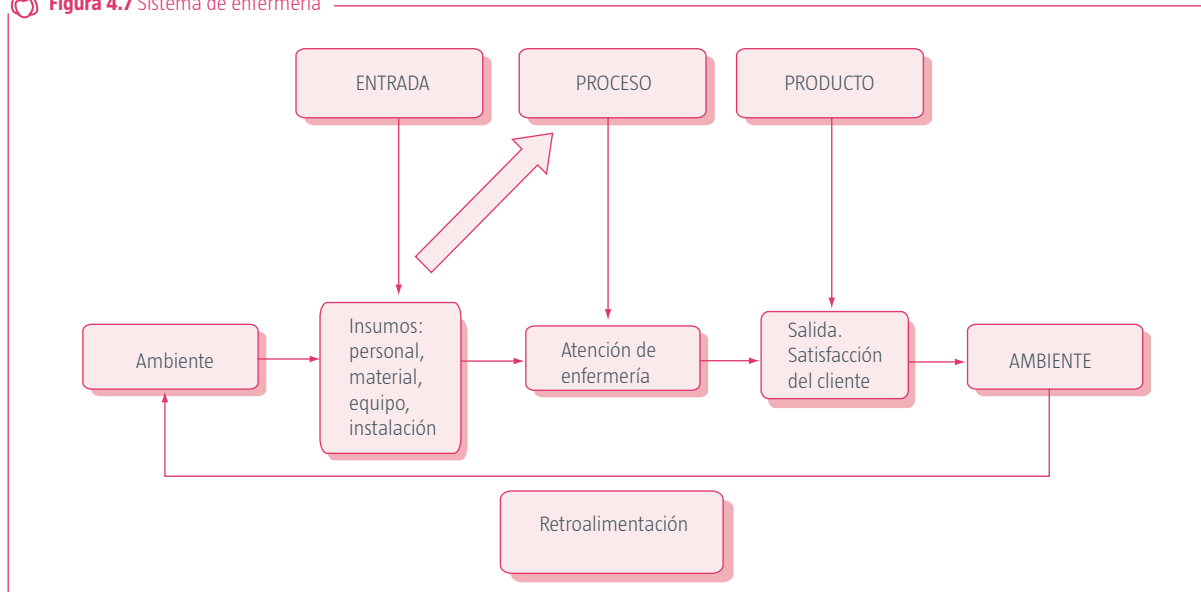 Figura 4.7 Sistema de enfermería
ENTRADA
PROCESO
PRODUCTO
Ambiente
Insumos:
personal,
material,
equipo,
instalación
Atención de
enfermería
Salida.
Satisfacción
del cliente
AMBIENTE
Retroalimentación